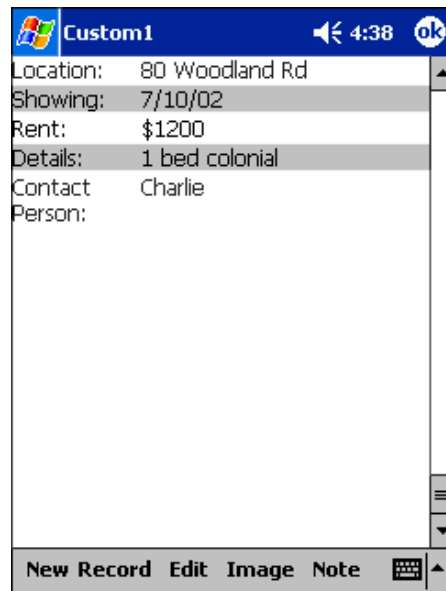 Custom1 4:38 ok
Location: 80 Woodland Rd
Showing: 7/10/02
Rent: $1200
Details: 1 bed colonial
Contact Charlie
Person:
New Record Edit Image Note